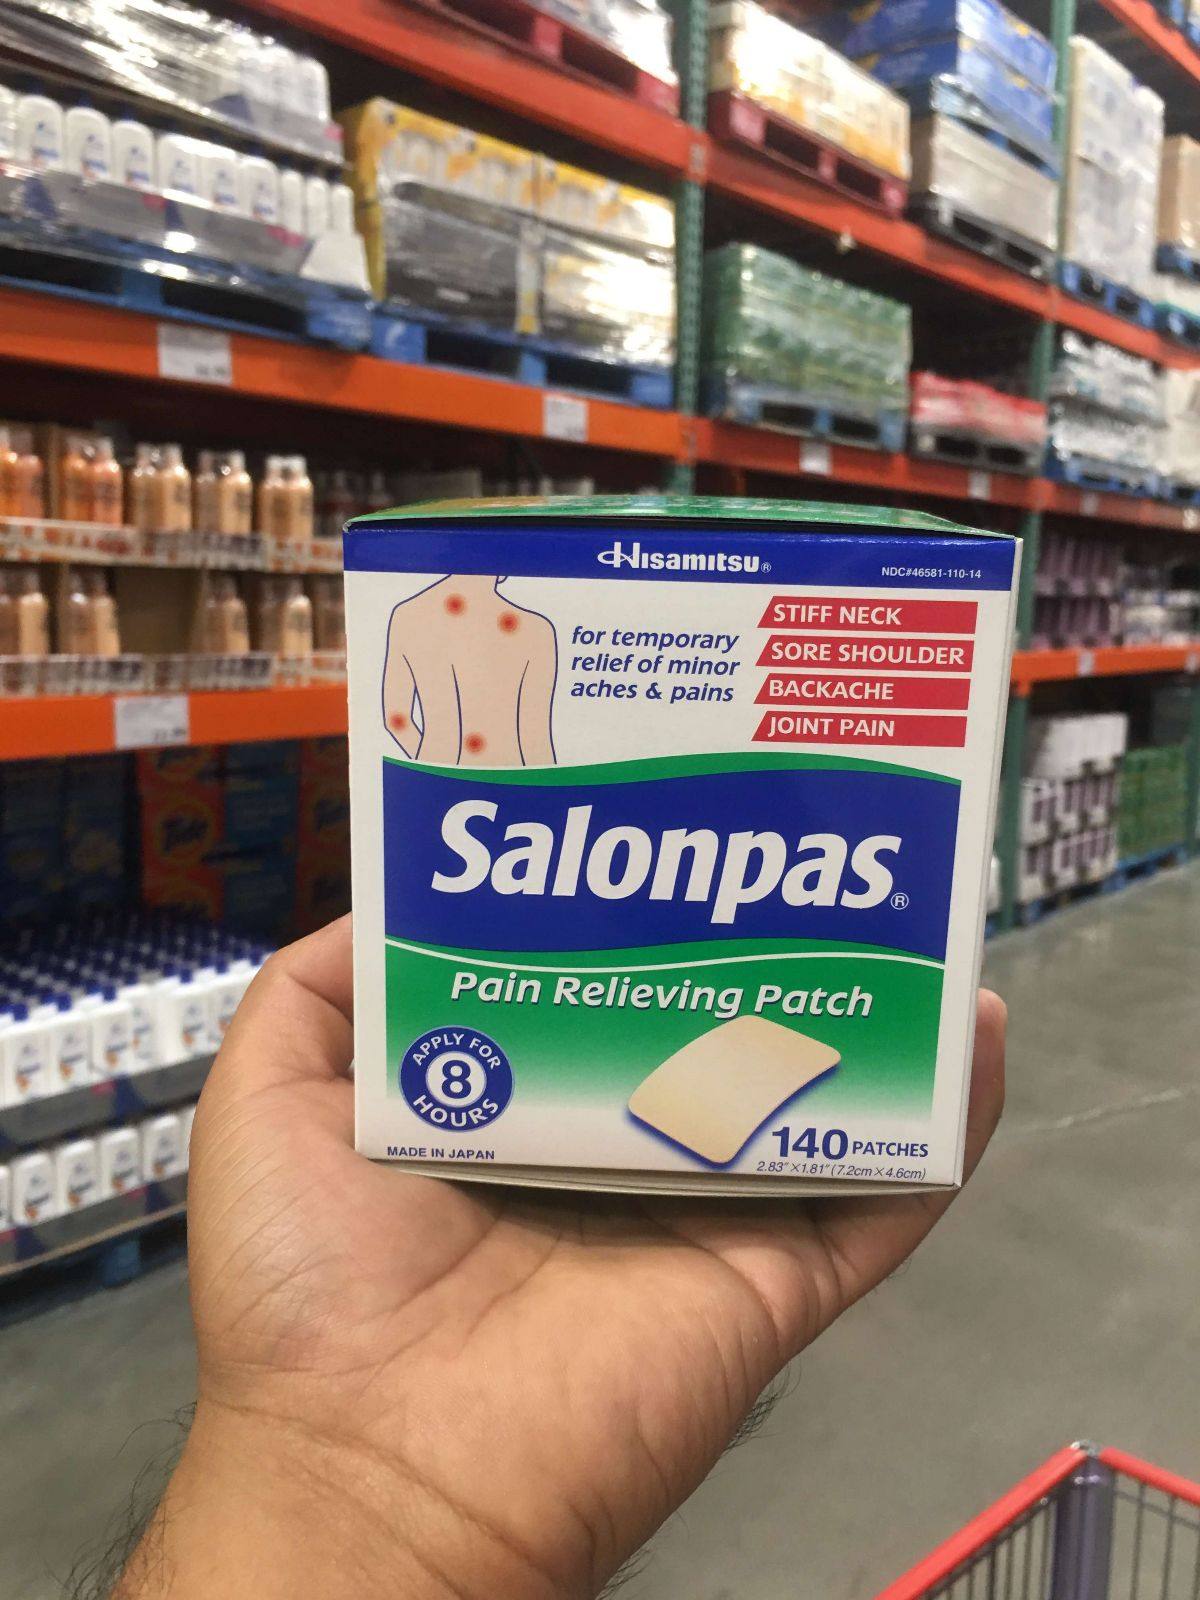 Hisamitsu®
NDC#46581-110-14
for temporary
relief of minor
aches & pains
STIFF NECK
SORE SHOULDER
BACKACHE
JOINT PAIN
Salonpas®
Pain Relieving Patch
APPLY FOR
8
HOURS
MADE IN JAPAN
140 PATCHES
2.83" X1.81" (7.2cm X 4.6cm)